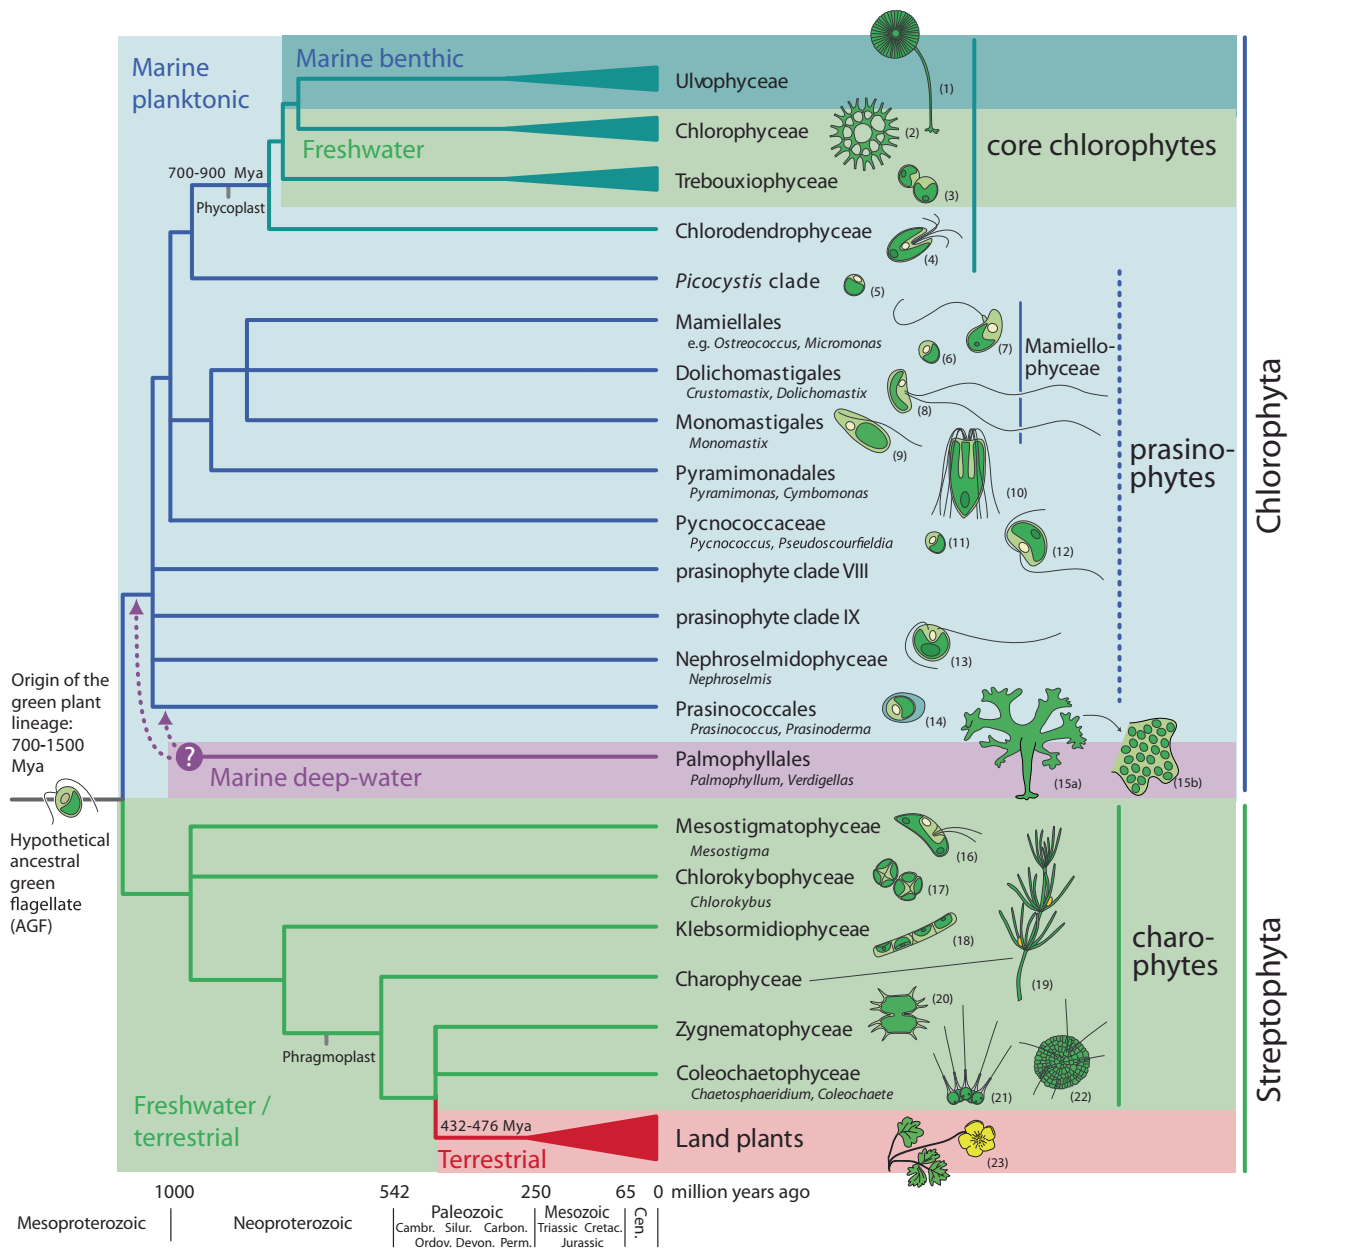 Marine
planktonic
Marine benthic
Ulvophyceae
(1)
Chlorophyceae
(2)
Freshwater
core chlorophytes
700-900 Mya
Phycoplast
Trebouxiophyceae
(3)
Chlorodendrophyceae
(4)
Picocystis clade
(5)
Mamiellales
e.g. Ostreococcus, Micromonas
(6)
(7)
Mamiello-
phyceae
Dolichomastigales
Crustomastix, Dolichomastix
(8)
Monomastigales
Monomastix
(9)
prasino-
phytes
Chlorophyta
Pyramimonadales
Pyramimonas, Cymbomonas
(10)
Pycnococcaceae
Pycnococcus, Pseudoscourfieldia
(11)
(12)
prasinophyte clade VIII
prasinophyte clade IX
Nephroselmidophyceae
Nephroselmis
(13)
Prasinococcales
Prasinococcus, Prasinoderma
(14)
Origin of the
green plant
lineage:
700-1500
Mya
?
Marine deep-water
Palmophyllales
Palmophyllum, Verdigellas
(15a)
(15b)
Hypothetical
ancestral
green
flagellate
(AGF)
Mesostigmatophyceae
Mesostigma
(16)
Chlorokybophyceae
Chlorokybus
(17)
Klebsormidiophyceae
(18)
charo-
phytes
Streptophyta
Charophyceae
(19)
Phragmoplast
Zygnematophyceae
(20)
Coleochaetophyceae
Chaetosphaeridium, Coleochaete
(21)
(22)
Freshwater /
terrestrial
432-476 Mya
Terrestrial
Land plants
(23)
1000
542
250
65
0 million years ago
Mesoproterozoic
Neoproterozoic
Paleozoic
Cambr. Silur. Carbon.
Ordov. Devon. Perm.
Mesozoic
Triassic Cretac.
Jurassic
Cen.